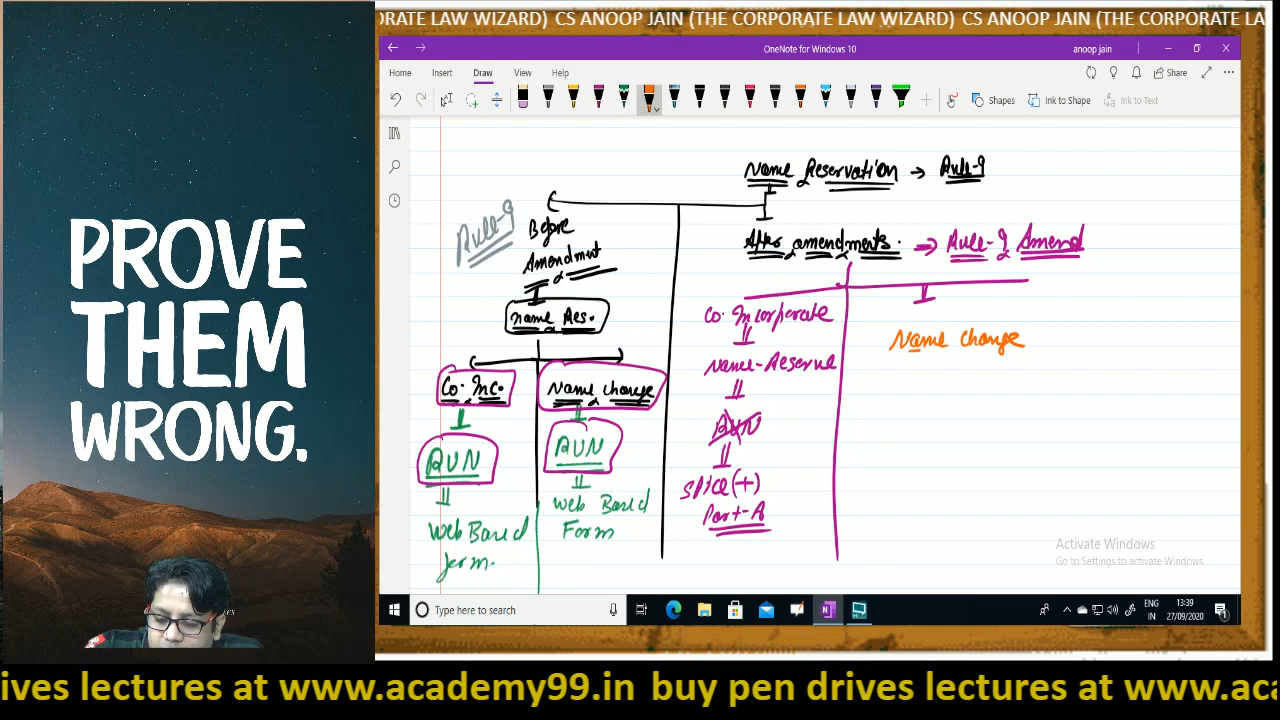 ORATE LAW WIZARD) CS ANOOP JAIN (THE CORPORATE LAW WIZARD) CS ANOOP JAIN (THE CORPORATE LA
OneNote for Windows 10
anoop jain
Home Insert Draw View Help
Share
Shapes
Ink to Shape
Ink to Text
PROVE
THEM
WRONG.
Name Reservation → Rule-9
Rule-9
Before
Amendment
After amendments. → Rule-9 Amend
Name Res.
Co. Inc.
Name change
RUN
RUN
Web Based
Form.
Web Based
Form
Co. Incorporate
Name-Reserve
RUN
Spice(+)
Part-A
Name change
Activate Windows
Go to Settings to activate Windows.
Type here to search
ENG
IN
13:39
27/09/2020
ives lectures at www.academy99.in buy pen drives lectures at www.aca